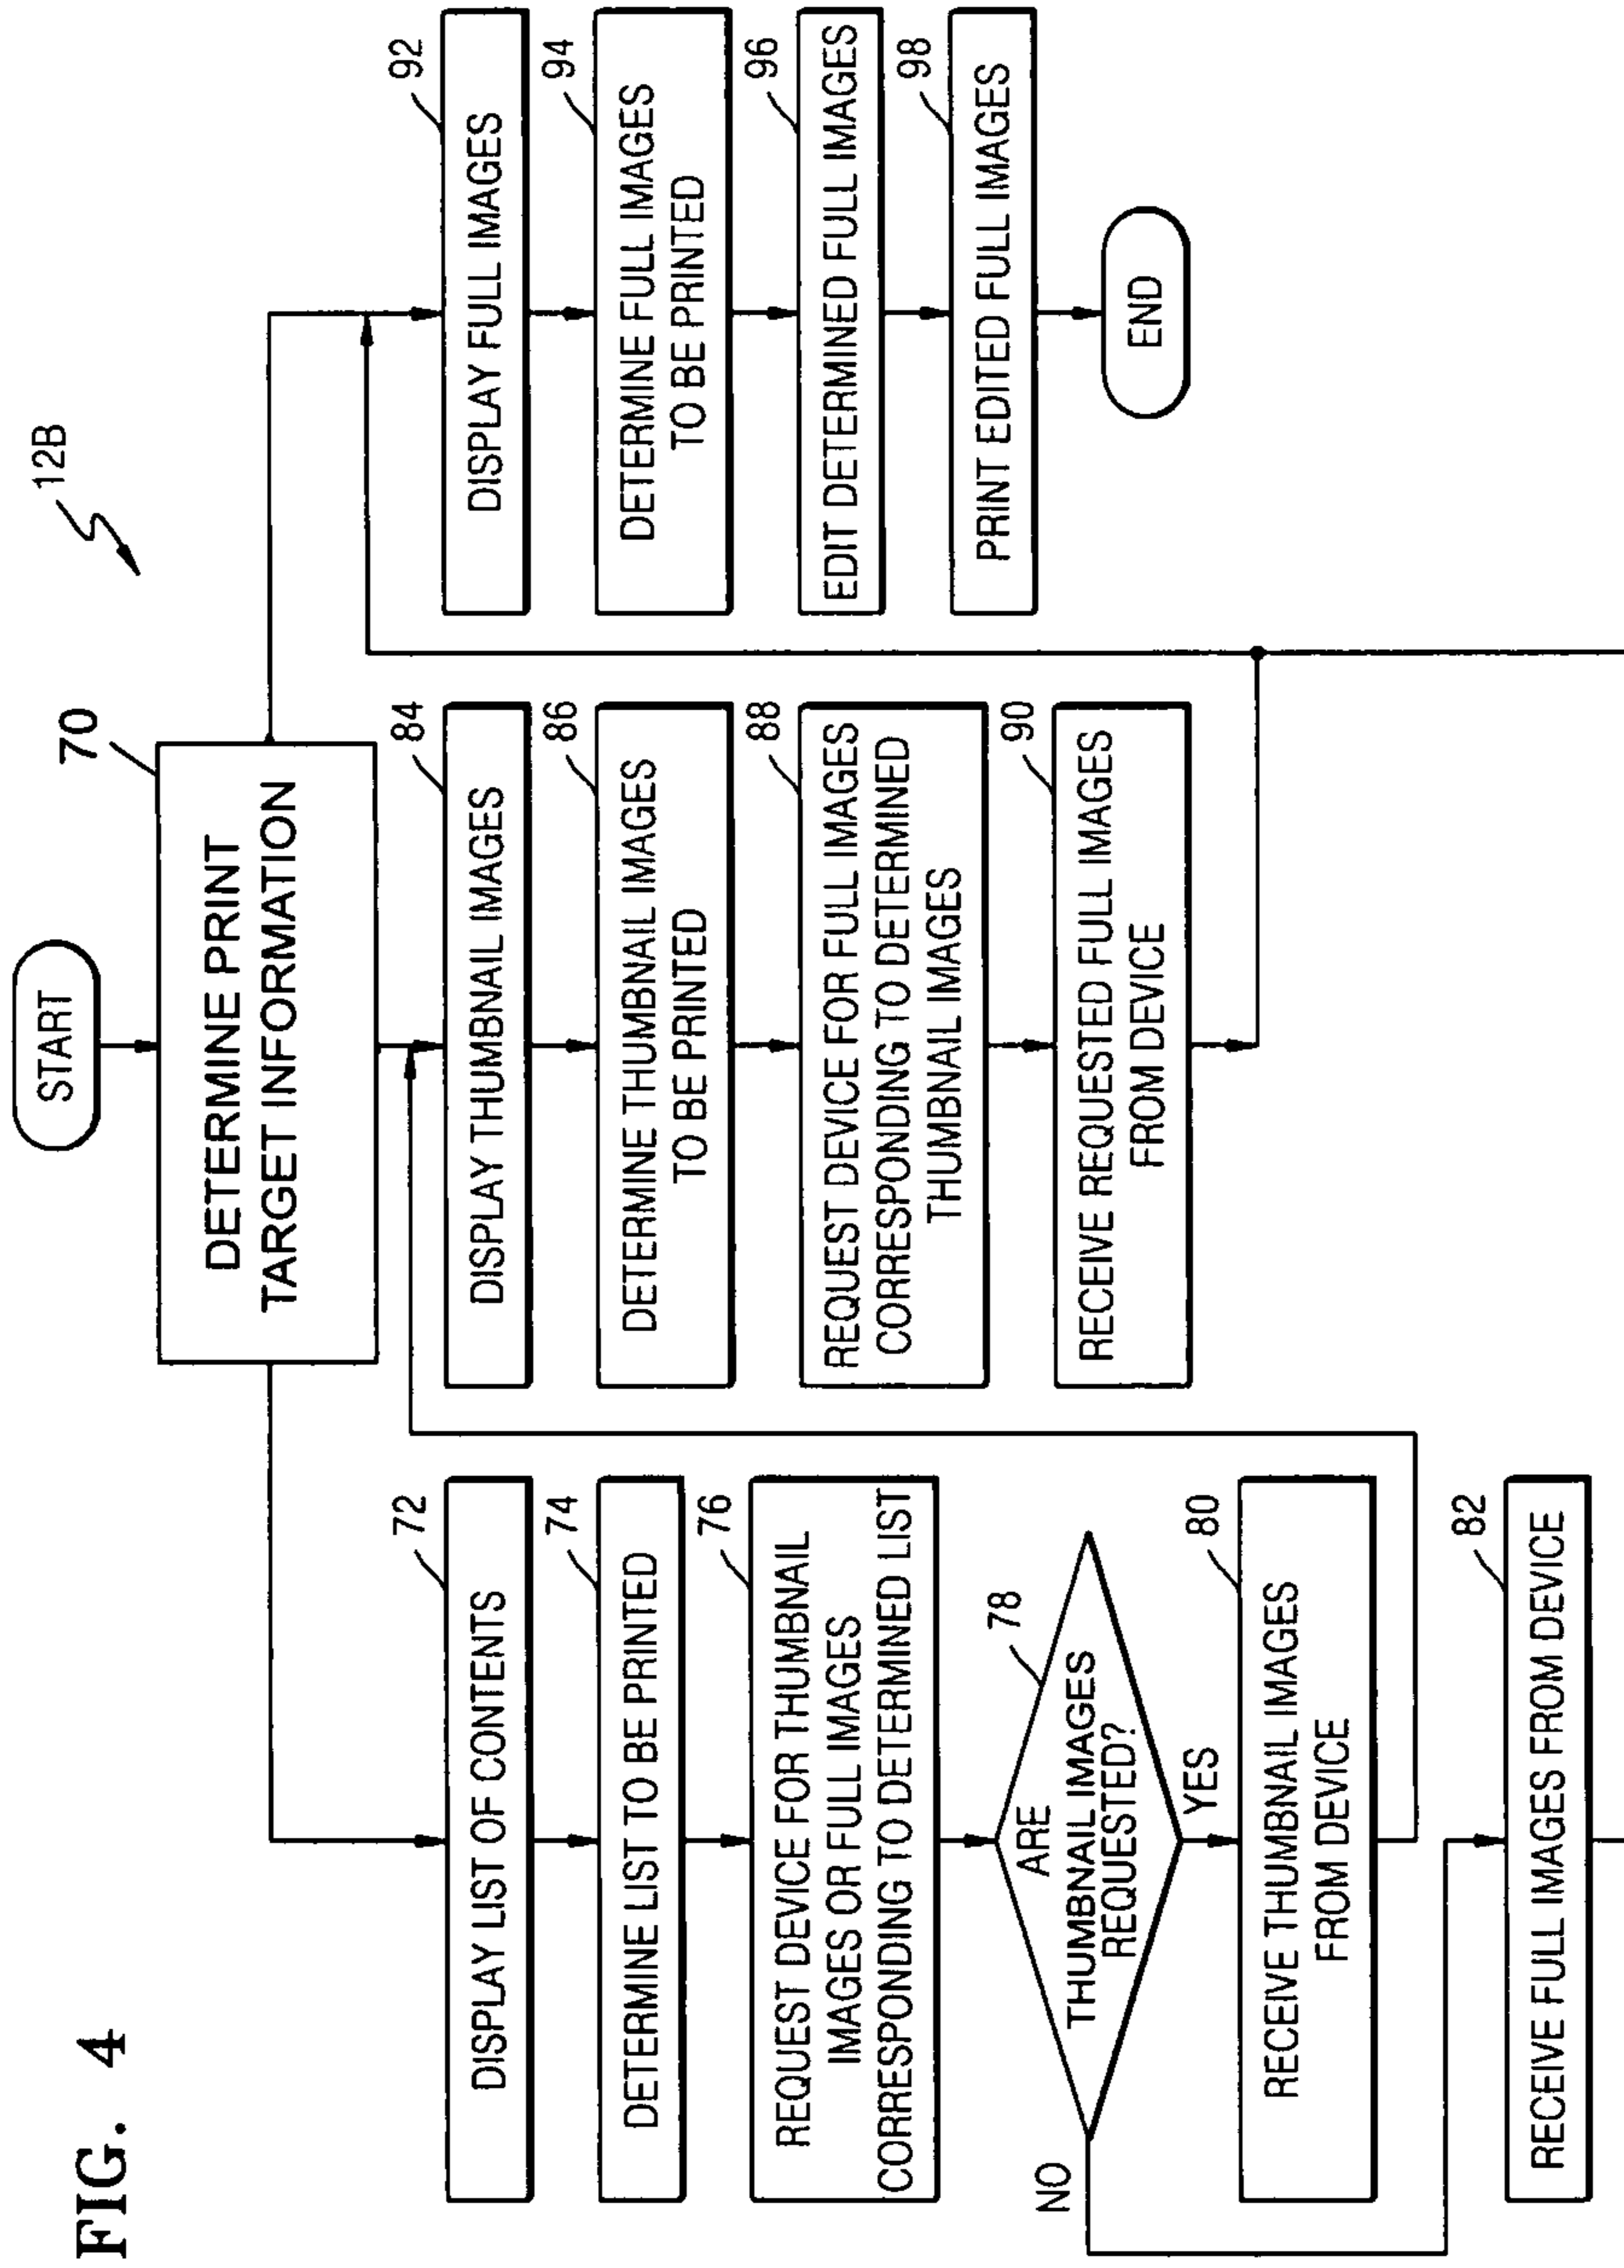 FIG. 4
12B
START
70
DETERMINE PRINT
TARGET INFORMATION
72
DISPLAY LIST OF CONTENTS
74
DETERMINE LIST TO BE PRINTED
76
REQUEST DEVICE FOR THUMBNAIL
IMAGES OR FULL IMAGES
CORRESPONDING TO DETERMINED LIST
78
ARE
THUMBNAIL IMAGES
REQUESTED?
NO
YES
80
RECEIVE THUMBNAIL IMAGES
FROM DEVICE
82
RECEIVE FULL IMAGES FROM DEVICE
84
DISPLAY THUMBNAIL IMAGES
86
DETERMINE THUMBNAIL IMAGES
TO BE PRINTED
88
REQUEST DEVICE FOR FULL IMAGES
CORRESPONDING TO DETERMINED
THUMBNAIL IMAGES
90
RECEIVE REQUESTED FULL IMAGES
FROM DEVICE
92
DISPLAY FULL IMAGES
94
DETERMINE FULL IMAGES
TO BE PRINTED
96
EDIT DETERMINED FULL IMAGES
98
PRINT EDITED FULL IMAGES
END